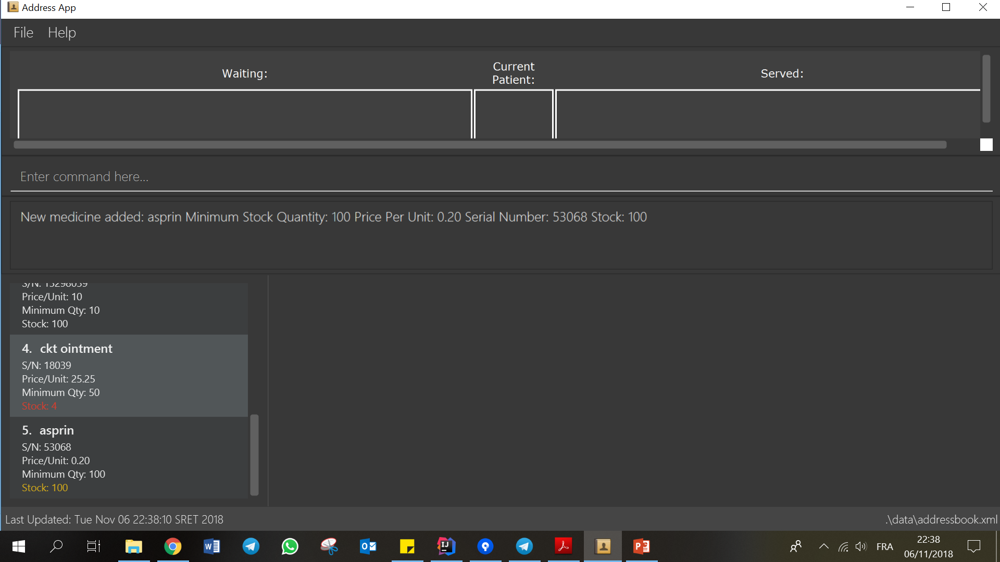 Address App
File Help
Waiting:
Current
Patient:
Served:
Enter command here...
New medicine added: asprin Minimum Stock Quantity: 100 Price Per Unit: 0.20 Serial Number: 53068 Stock: 100
S/N: 15298039
Price/Unit: 10
Minimum Qty: 10
Stock: 100
4. ckt ointment
S/N: 18039
Price/Unit: 25.25
Minimum Qty: 50
Stock: 4
5. asprin
S/N: 53068
Price/Unit: 0.20
Minimum Qty: 100
Stock: 100
Last Updated: Tue Nov 06 22:38:10 SRET 2018
.\data\addressbook.xml
FRA
22:38
06/11/2018